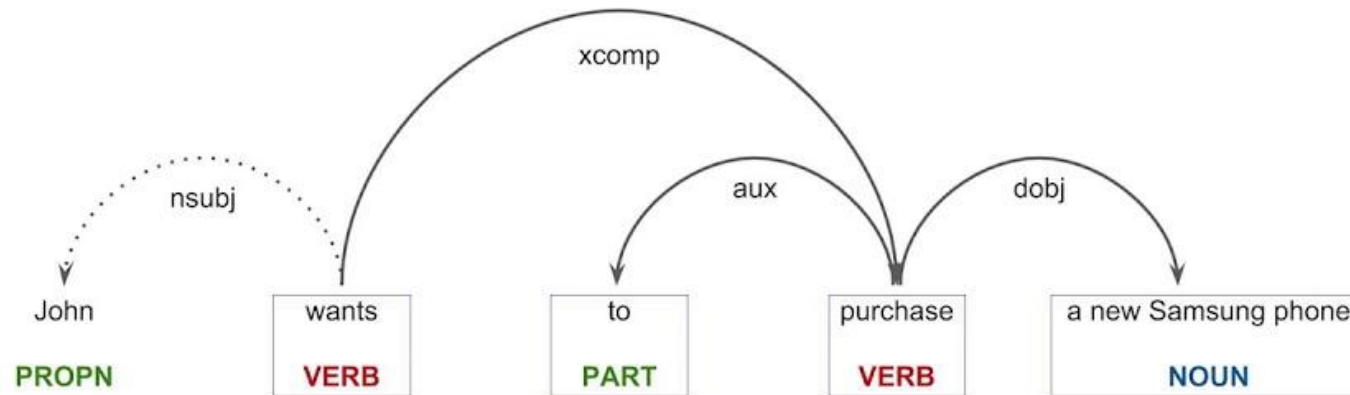 xcomp
nsubj
aux
dobj
John wants to purchase a new Samsung phone
PROPN VERB PART VERB NOUN